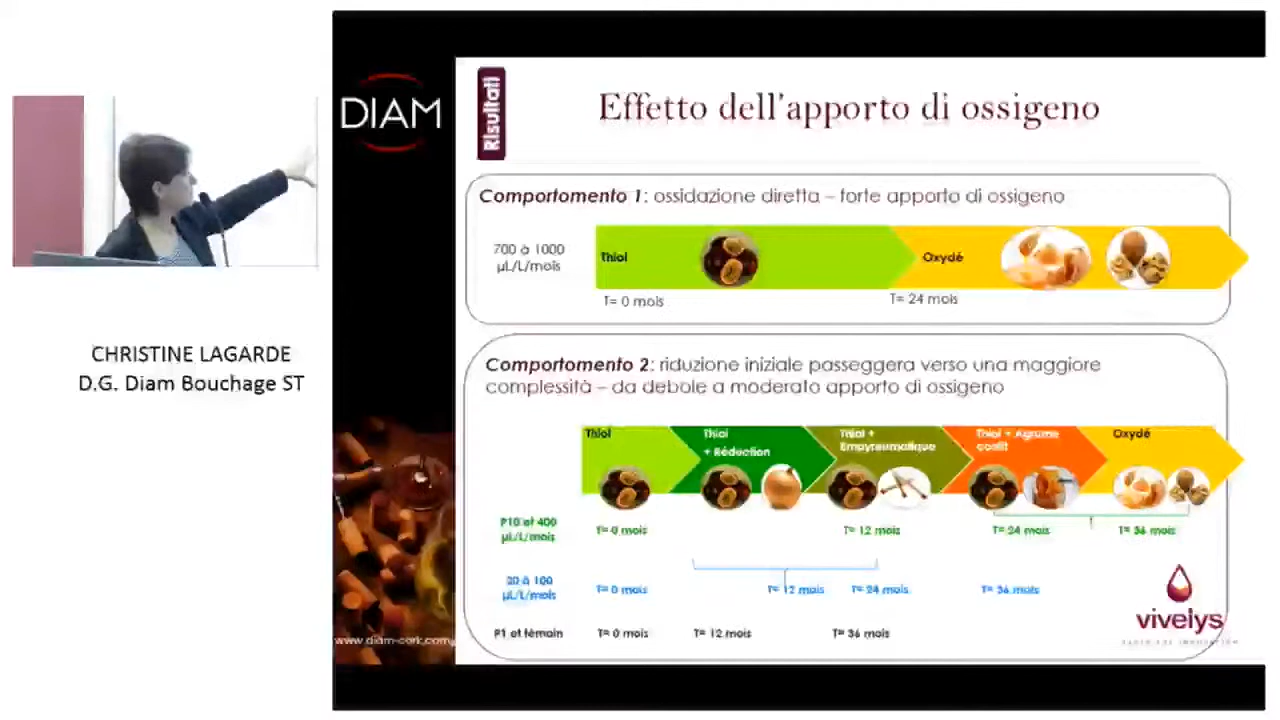 DIAM
Risultati
Effetto dell'apporto di ossigeno
Comportomento 1: ossidazione diretta – forte apporto di ossigeno
700 à 1000
µL/L/mois
Thiol
Oxydé
T= 0 mois
T= 24 mois
CHRISTINE LAGARDE
D.G. Diam Bouchage ST
Comportomento 2: riduzione iniziale passeggera verso una maggiore
complessità – da debole a moderato apporto di ossigeno
Thiol
Thiol
+ Réduction
Thiol +
Empyreumatique
Thiol + Agrume
confit
Oxydé
P10 et 400
µL/L/mois
T= 0 mois
T= 12 mois
T= 24 mois
T= 36 mois
20 à 100
µL/L/mois
T= 0 mois
T= 12 mois
T= 24 mois
T= 36 mois
P1 et témoin
T= 0 mois
T= 12 mois
T= 36 mois
www.diam-cork.com
vivelys